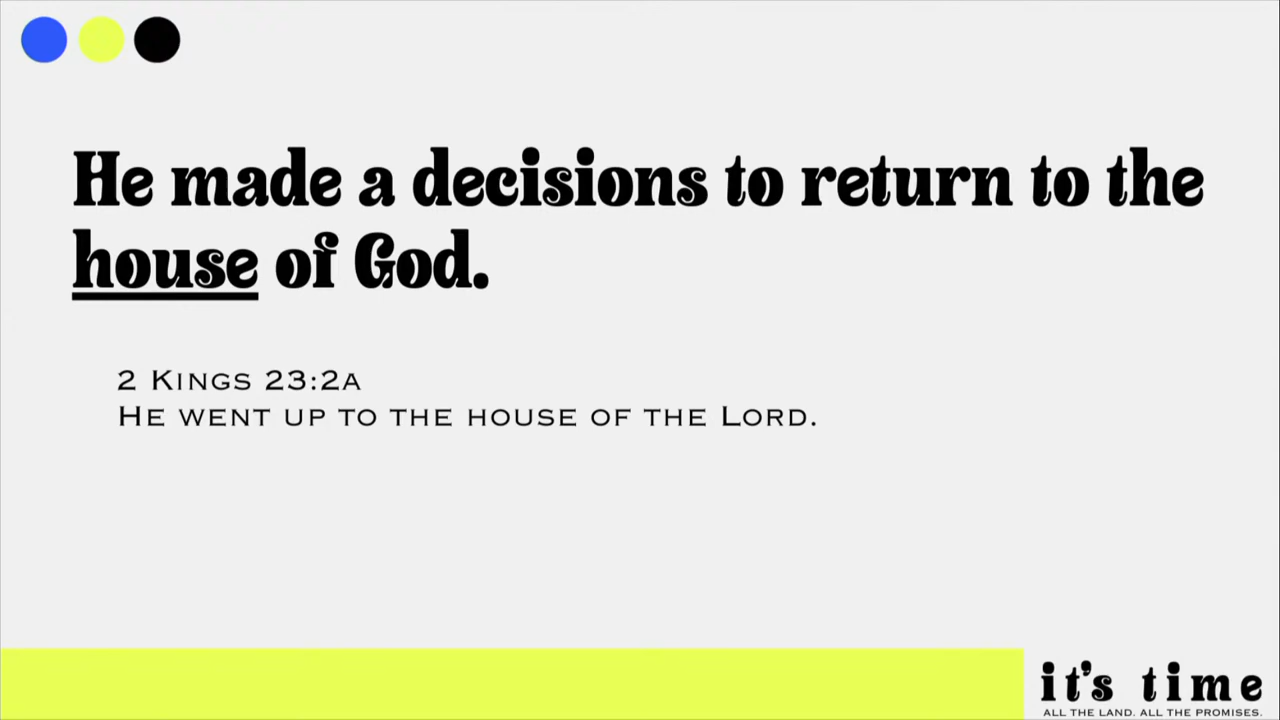 He made a decisions to return to the
house of God.
2 Kings 23:2a
He went up to the house of the Lord.
it's time
ALL THE LAND. ALL THE PROMISES.